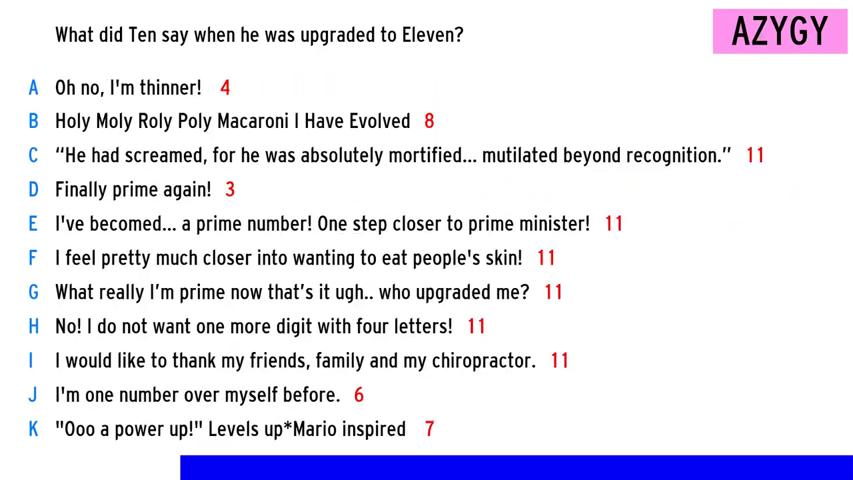 What did Ten say when he was upgraded to Eleven?
AZYGY
A Oh no, I'm thinner! 4
B Holy Moly Roly Poly Macaroni I Have Evolved 8
C “He had screamed, for he was absolutely mortified... mutilated beyond recognition.” 11
D Finally prime again! 3
E I've becomed... a prime number! One step closer to prime minister! 11
F I feel pretty much closer into wanting to eat people's skin! 11
G What really I’m prime now that’s it ugh.. who upgraded me? 11
H No! I do not want one more digit with four letters! 11
I I would like to thank my friends, family and my chiropractor. 11
J I'm one number over myself before. 6
K "Ooo a power up!" Levels up*Mario inspired 7